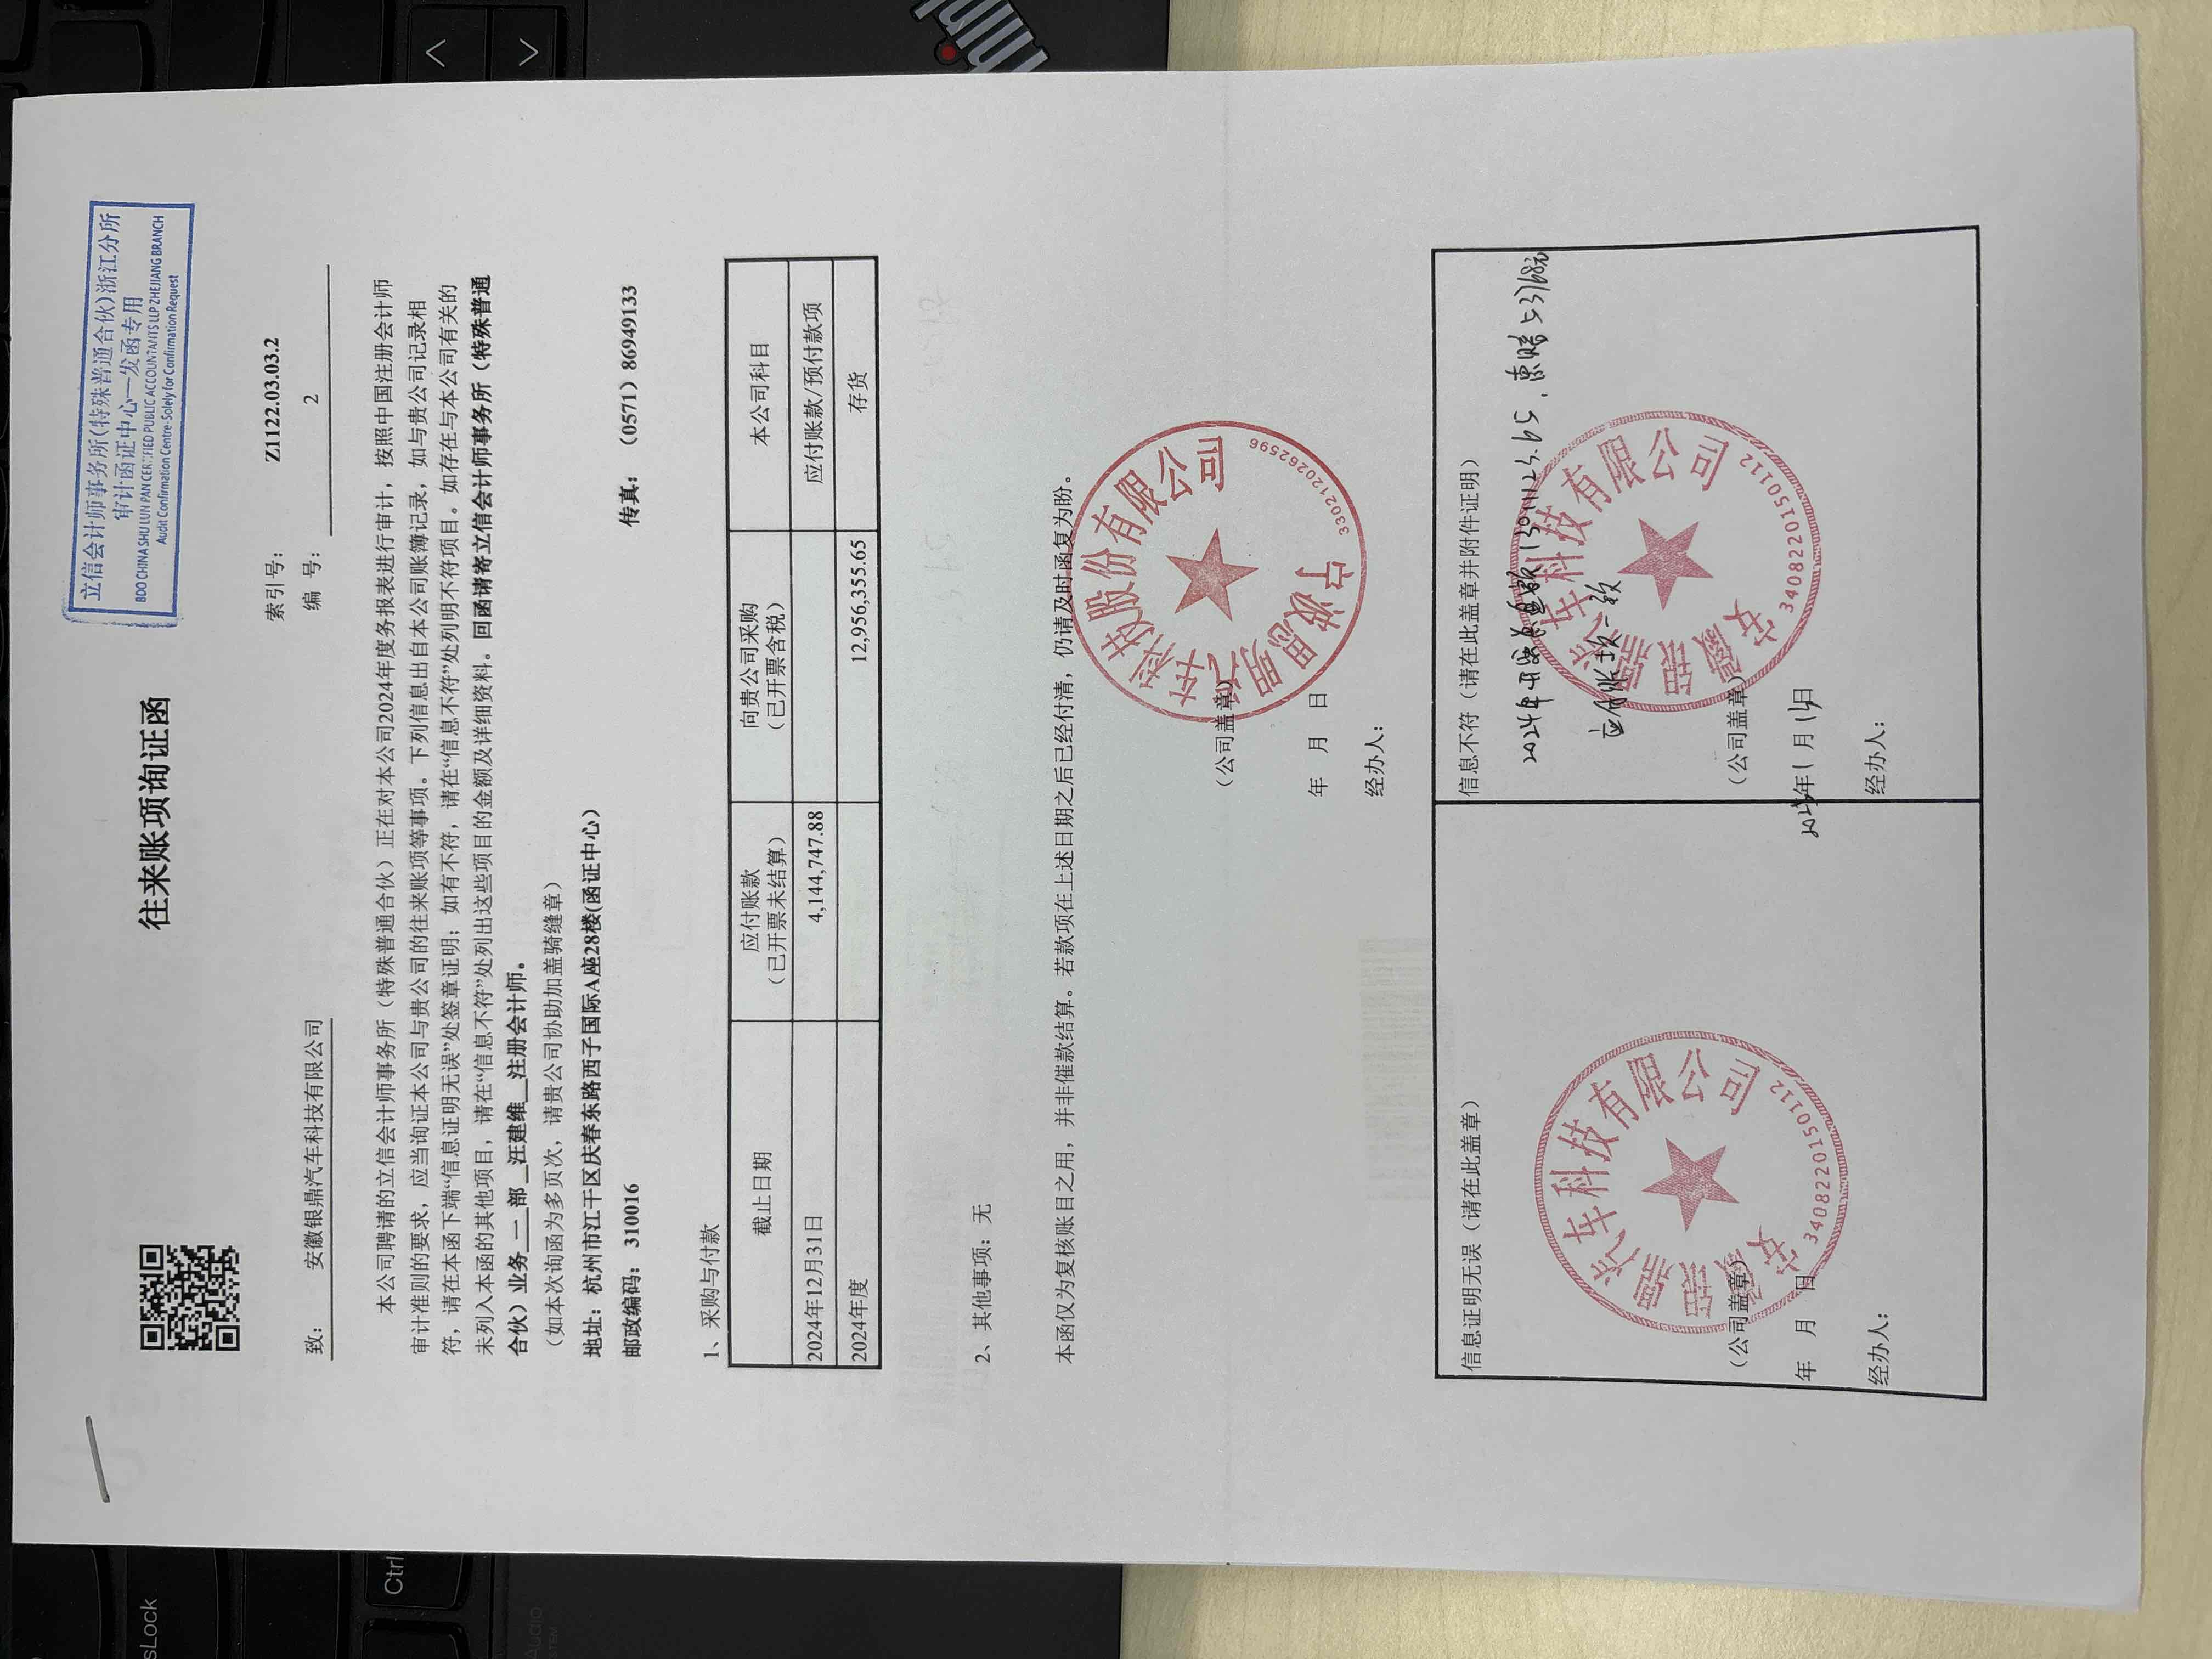 立信会计师事务所(特殊普通合伙)浙江分所
审计函证中心—发函专用
BDO CHINA SHU LUN PAN CERTIFIED PUBLIC ACCOUNTANTS LLP ZHEJIANG BRANCH
Audit Confirmation Centre-Solely for Confirmation Request
往来账项询证函
索引号： Z1122.03.03.2
致： 安徽银鼎汽车科技有限公司
编 号： 2
本公司聘请的立信会计师事务所（特殊普通合伙）正在对本公司2024年度务报表进行审计，按照中国注册会计师
审计准则的要求，应当询证本公司与贵公司的往来账项等事项。下列信息出自本公司账簿记录，如与贵公司记录相
符，请在本函下端“信息证明无误”处签章证明；如有不符，请在“信息不符”处列明不符项目。如存在与本公司有关的
未列入本函的其他项目，请在“信息不符”处列出这些项目的金额及详细资料。回函请寄立信会计师事务所（特殊普通
合伙）业务__一__部 __汪建维__注册会计师。
（如本次询函为多页次，请贵公司协助加盖骑缝章）
地址：杭州市江干区庆春东路西子国际A座28楼(函证中心）
邮政编码： 310016 传真：（0571）86949133
1、采购与付款
截止日期 应付账款（已开票未结算） 向贵公司采购（已开票含税） 本公司科目
2024年12月31日 4,144,747.88 应付账款/预付款项
2024年度 12,956,355.65 存货
2、其他事项：无
本函仅为复核账目之用，并非催款结算。若款项在上述日期之后已经付清，仍请及时函复为盼。
宁波思明汽车科技股份有限公司
3302120262596
（公司盖章）
年 月 日
经办人：
信息证明无误（请在此盖章）
安徽银鼎汽车科技有限公司
3408220150112
（公司盖章）
年 月 日
经办人：
信息不符（请在此盖章并附件证明）
2024年开票总金额 13011123.65，索赔53768元
应付账款一致
安徽银鼎汽车科技有限公司
3408220150112
（公司盖章）
年1月 日
经办人：
sLock
Ctrl
Audio